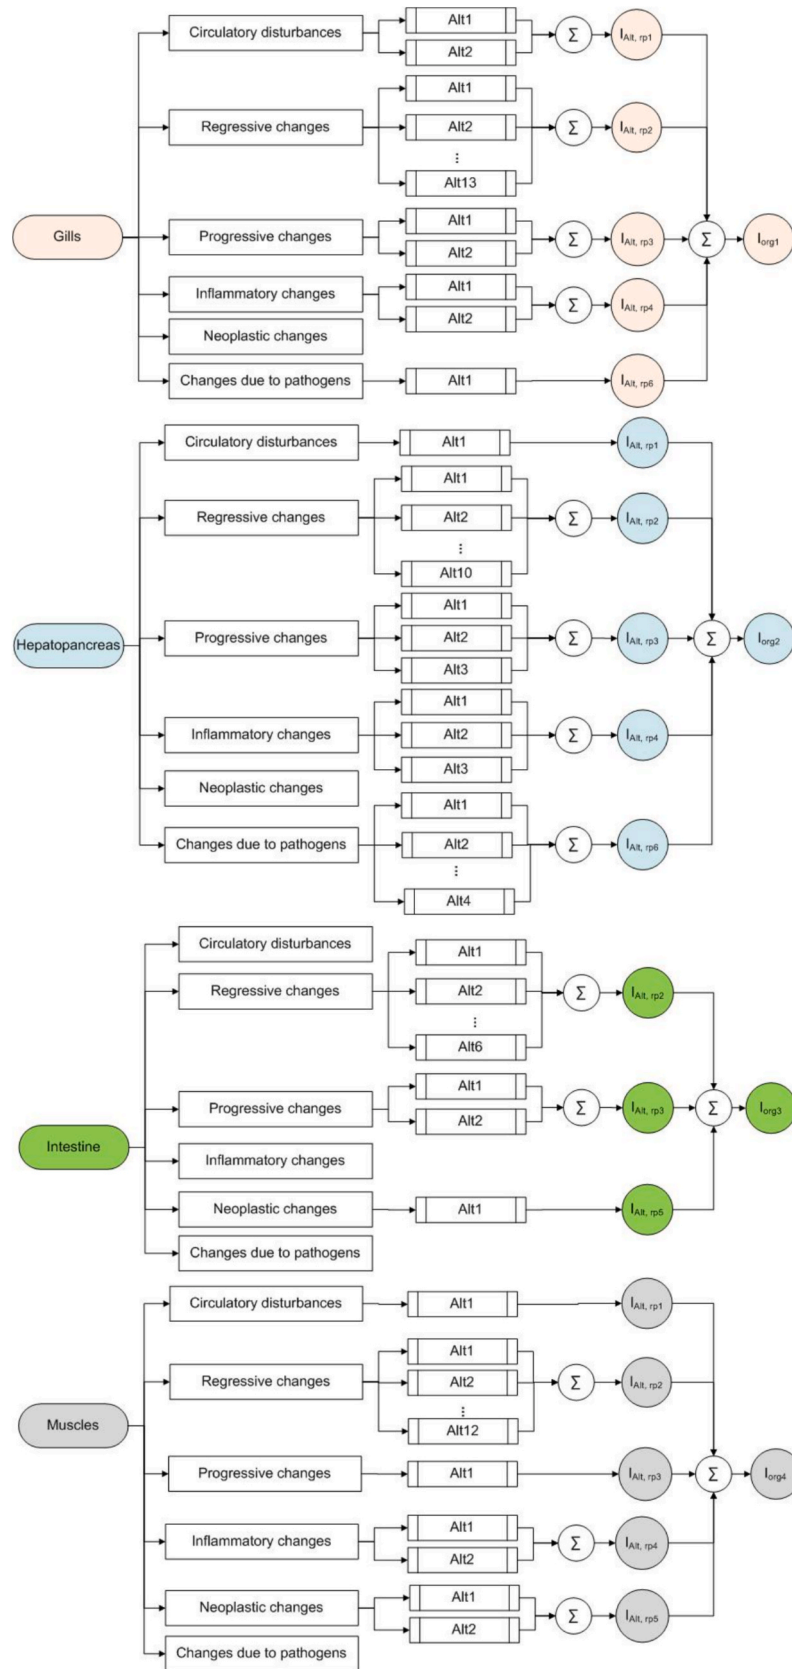 Circulatory disturbances
Alt1
Alt2
Σ
IAlt, rp1
Regressive changes
Alt1
Alt2
...
Alt13
Σ
IAlt, rp2
Gills
Progressive changes
Alt1
Alt2
Σ
IAlt, rp3
Σ
Iorg1
Inflammatory changes
Alt1
Alt2
Σ
IAlt, rp4
Neoplastic changes
Changes due to pathogens
Alt1
IAlt, rp6
Circulatory disturbances
Alt1
IAlt, rp1
Regressive changes
Alt1
Alt2
...
Alt10
Σ
IAlt, rp2
Hepatopancreas
Progressive changes
Alt1
Alt2
Alt3
Σ
IAlt, rp3
Σ
Iorg2
Inflammatory changes
Alt1
Alt2
Alt3
Σ
IAlt, rp4
Neoplastic changes
Changes due to pathogens
Alt1
Alt2
...
Alt4
Σ
IAlt, rp6
Circulatory disturbances
Regressive changes
Alt1
Alt2
...
Alt6
Σ
IAlt, rp2
Progressive changes
Alt1
Alt2
Σ
IAlt, rp3
Σ
Iorg3
Intestine
Inflammatory changes
Neoplastic changes
Alt1
IAlt, rp5
Changes due to pathogens
Circulatory disturbances
Alt1
IAlt, rp1
Regressive changes
Alt1
Alt2
...
Alt12
Σ
IAlt, rp2
Muscles
Progressive changes
Alt1
IAlt, rp3
Σ
Iorg4
Inflammatory changes
Alt1
Alt2
Σ
IAlt, rp4
Neoplastic changes
Alt1
Alt2
Σ
IAlt, rp5
Changes due to pathogens